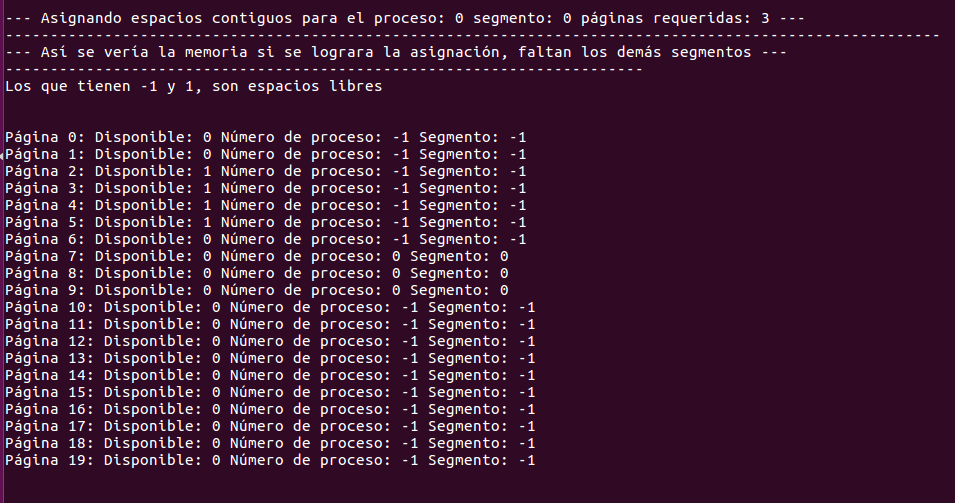 --- Asignando espacios contiguos para el proceso: 0 segmento: 0 páginas requeridas: 3 ---
--------------------------------------------------------------------------------------------------------
--- Así se vería la memoria si se lograra la asignación, faltan los demás segmentos ---
-----------------------------------------------------------------------
Los que tienen -1 y 1, son espacios libres
Página 0: Disponible: 0 Número de proceso: -1 Segmento: -1
Página 1: Disponible: 0 Número de proceso: -1 Segmento: -1
Página 2: Disponible: 1 Número de proceso: -1 Segmento: -1
Página 3: Disponible: 1 Número de proceso: -1 Segmento: -1
Página 4: Disponible: 1 Número de proceso: -1 Segmento: -1
Página 5: Disponible: 1 Número de proceso: -1 Segmento: -1
Página 6: Disponible: 0 Número de proceso: -1 Segmento: -1
Página 7: Disponible: 0 Número de proceso: 0 Segmento: 0
Página 8: Disponible: 0 Número de proceso: 0 Segmento: 0
Página 9: Disponible: 0 Número de proceso: 0 Segmento: 0
Página 10: Disponible: 0 Número de proceso: -1 Segmento: -1
Página 11: Disponible: 0 Número de proceso: -1 Segmento: -1
Página 12: Disponible: 0 Número de proceso: -1 Segmento: -1
Página 13: Disponible: 0 Número de proceso: -1 Segmento: -1
Página 14: Disponible: 0 Número de proceso: -1 Segmento: -1
Página 15: Disponible: 0 Número de proceso: -1 Segmento: -1
Página 16: Disponible: 0 Número de proceso: -1 Segmento: -1
Página 17: Disponible: 0 Número de proceso: -1 Segmento: -1
Página 18: Disponible: 0 Número de proceso: -1 Segmento: -1
Página 19: Disponible: 0 Número de proceso: -1 Segmento: -1